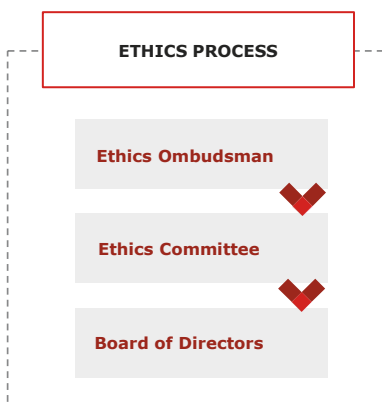 ETHICS PROCESS
Ethics Ombudsman
Ethics Committee
Board of Directors